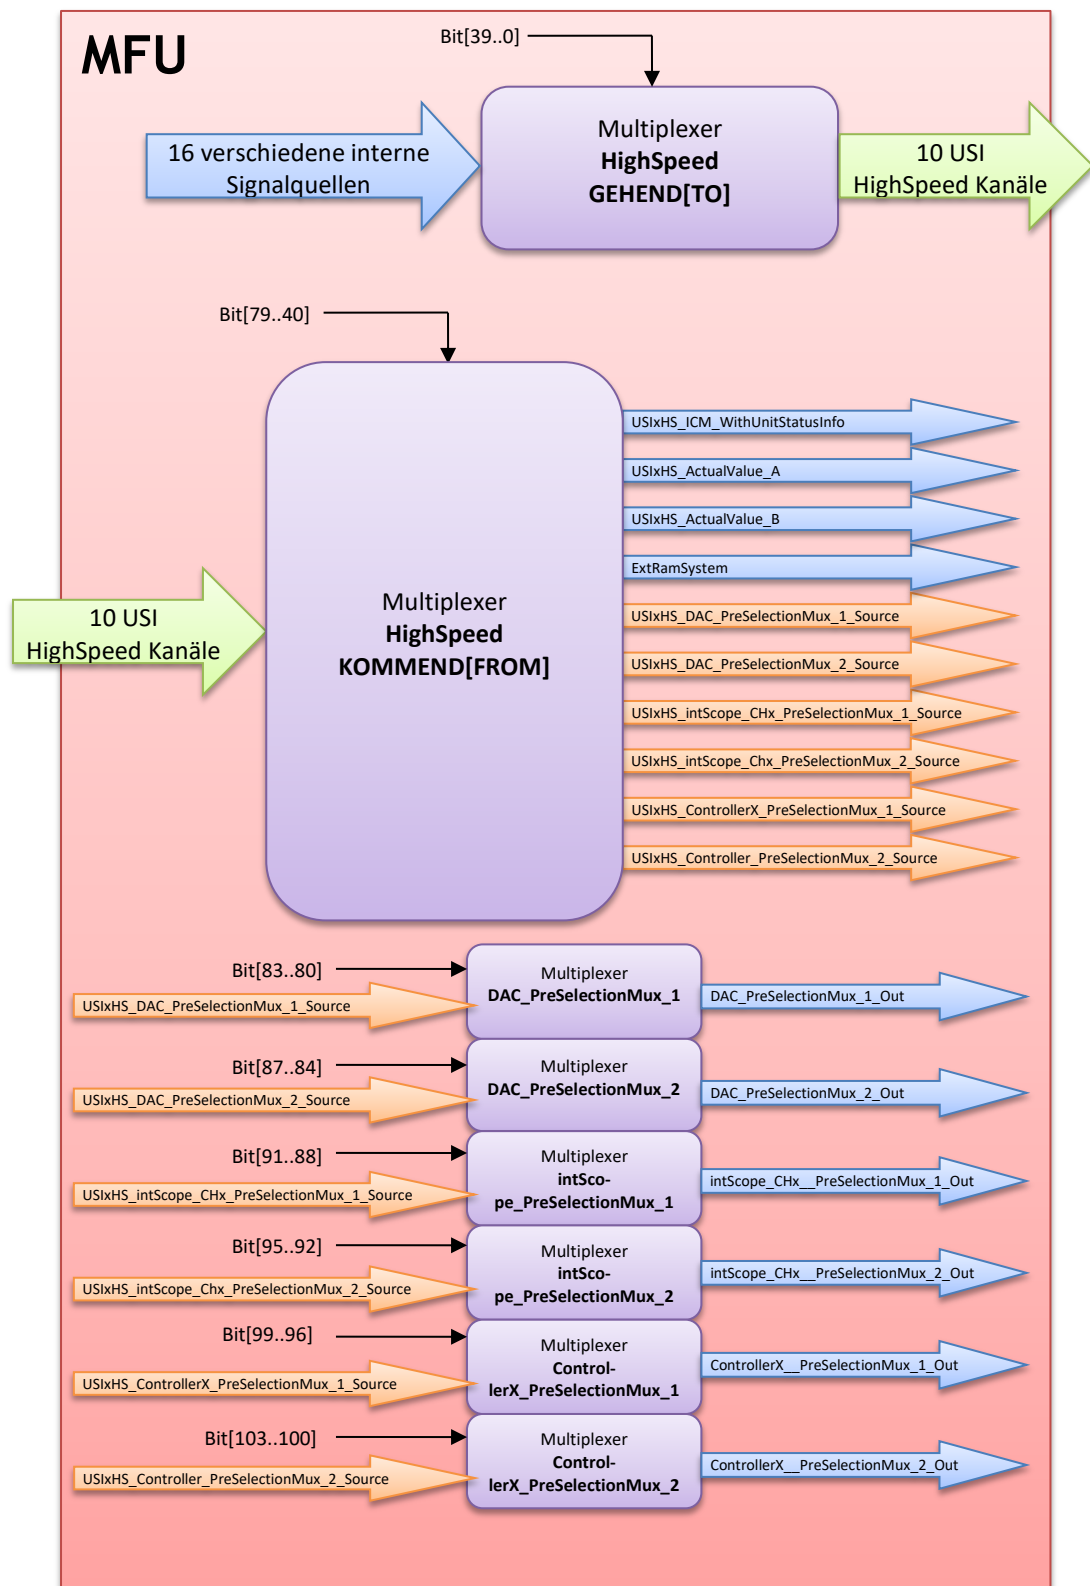 MFU
Bit[39..0]
16 verschiedene interne
Signalquellen
Multiplexer
HighSpeed
GEHEND[TO]
10 USI
HighSpeed Kanäle
Bit[79..40]
10 USI
HighSpeed Kanäle
Multiplexer
HighSpeed
KOMMEND[FROM]
USIxHS_ICM_WithUnitStatusInfo
USIxHS_ActualValue_A
USIxHS_ActualValue_B
ExtRamSystem
USIxHS_DAC_PreSelectionMux_1_Source
USIxHS_DAC_PreSelectionMux_2_Source
USIxHS_intScope_CHx_PreSelectionMux_1_Source
USIxHS_intScope_Chx_PreSelectionMux_2_Source
USIxHS_ControllerX_PreSelectionMux_1_Source
USIxHS_Controller_PreSelectionMux_2_Source
Bit[83..80]
USIxHS_DAC_PreSelectionMux_1_Source
Multiplexer
DAC_PreSelectionMux_1
DAC_PreSelectionMux_1_Out
Bit[87..84]
USIxHS_DAC_PreSelectionMux_2_Source
Multiplexer
DAC_PreSelectionMux_2
DAC_PreSelectionMux_2_Out
Bit[91..88]
USIxHS_intScope_CHx_PreSelectionMux_1_Source
Multiplexer
intSco-
pe_PreSelectionMux_1
intScope_CHx__PreSelectionMux_1_Out
Bit[95..92]
USIxHS_intScope_Chx_PreSelectionMux_2_Source
Multiplexer
intSco-
pe_PreSelectionMux_2
intScope_CHx__PreSelectionMux_2_Out
Bit[99..96]
USIxHS_ControllerX_PreSelectionMux_1_Source
Multiplexer
Control-
lerX_PreSelectionMux_1
ControllerX__PreSelectionMux_1_Out
Bit[103..100]
USIxHS_Controller_PreSelectionMux_2_Source
Multiplexer
Control-
lerX_PreSelectionMux_2
ControllerX__PreSelectionMux_2_Out